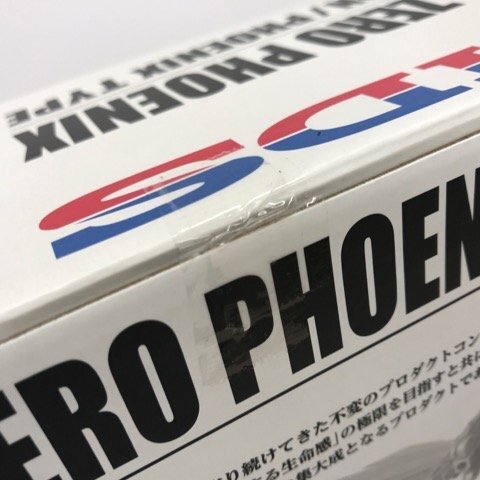 ZERO PHOENIX
N / PHOENIX TYPE
SD
ERO PHOEN
り続けてきた不変のプロダクトコン
る生命感」の極限を目指すと共に
集大成となるプロダクトであ